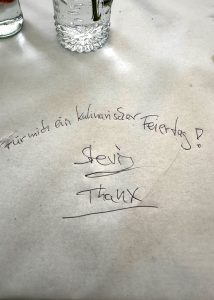 Für mich ein kulinarischer Feiertag!
Stevin
Thanx